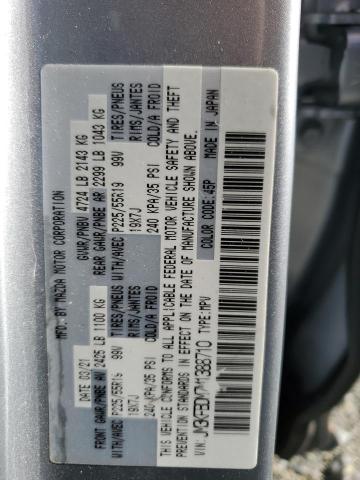 MFD. BY MAZDA MOTOR CORPORATION
DATE 03/21 GVWR/PNBV 4724 LB 2143 KG
FRONT GAWR/PNBE AV 2425 LB 1100 KG REAR GAWR/PNBE AR 2299 LB 1043 KG
WITH/AVEC TIRES/PNEUS WITH/AVEC TIRES/PNEUS
P225/55R19 99V P225/55R19 99V
RIMS/JANTES RIMS/JANTES
19X7J 19X7J
COLD/A FROID COLD/A FROID
240 KPA/35 PSI 240 KPA/35 PSI
THIS VEHICLE CONFORMS TO ALL APPLICABLE FEDERAL MOTOR VEHICLE SAFETY AND THEFT
PREVENTION STANDARDS IN EFFECT ON THE DATE OF MANUFACTURE SHOWN ABOVE.
MADE IN JAPAN
TYPE: MPV COLOR CODE: 45P
VIN: